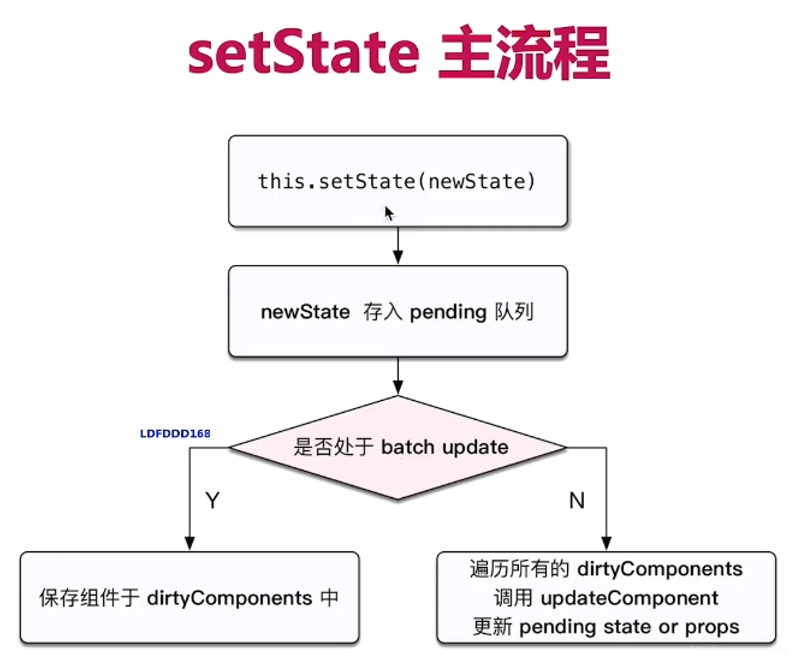 setState 主流程
this.setState(newState)
newState 存入 pending 队列
LDFDDD168
是否处于 batch update
Y
N
保存组件于 dirtyComponents 中
遍历所有的 dirtyComponents
调用 updateComponent
更新 pending state or props